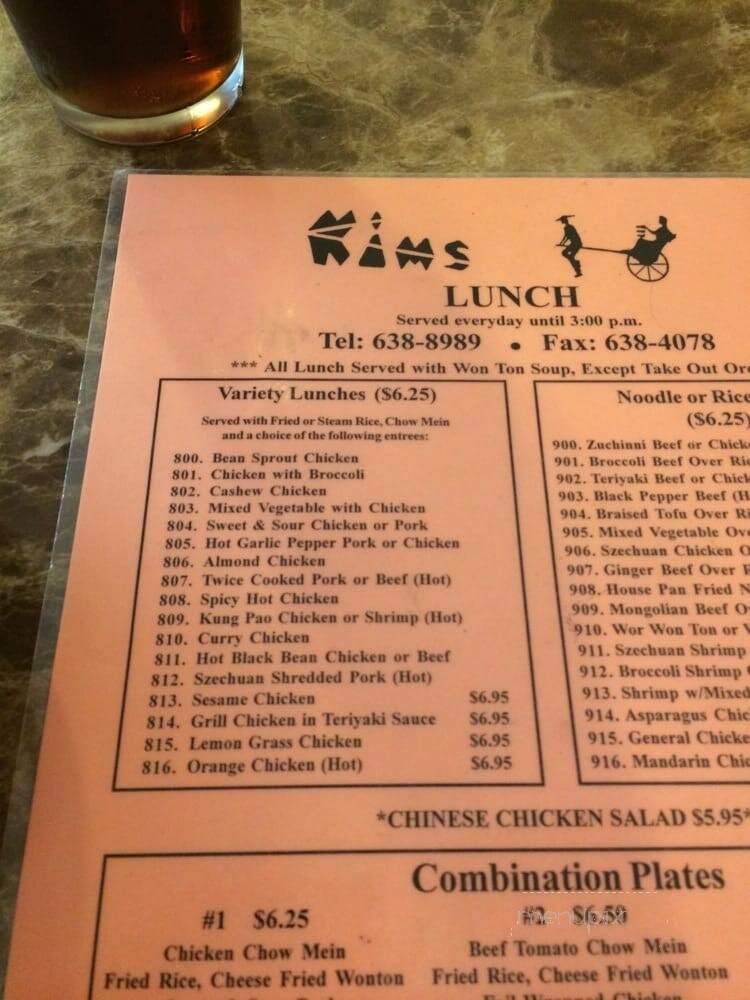 MiKAMS
LUNCH
Served everyday until 3:00 p.m.
Tel: 638-8989 • Fax: 638-4078
*** All Lunch Served with Won Ton Soup, Except Take Out
Variety Lunches ($6.25)
Served with Fried or Steam Rice, Chow Mein
and a choice of the following entrees:
800. Bean Sprout Chicken
801. Chicken with Broccoli
802. Cashew Chicken
803. Mixed Vegetable with Chicken
804. Sweet & Sour Chicken or Pork
805. Hot Garlic Pepper Pork or Chicken
806. Almond Chicken
807. Twice Cooked Pork or Beef (Hot)
808. Spicy Hot Chicken
809. Kung Pao Chicken or Shrimp (Hot)
810. Curry Chicken
811. Hot Black Bean Chicken or Beef
812. Szechuan Shredded Pork (Hot)
813. Sesame Chicken $6.95
814. Grill Chicken in Teriyaki Sauce $6.95
815. Lemon Grass Chicken $6.95
816. Orange Chicken (Hot) $6.95
Noodle or Rice
($6.25)
900. Zuchinni Beef or
901. Broccoli Beef Over
902. Teriyaki Beef or
903. Black Pepper Beef
904. Braised Tofu Over
905. Mixed Vegetable
906. Szechuan Chicken
907. Ginger Beef Over
908. House Pan Fried
909. Mongolian Beef
910. Wor Won Ton or
911. Szechuan Shrimp
912. Broccoli Shrimp
913. Shrimp w/Mixed
914. Asparagus
915. General
916. Mandarin
*CHINESE CHICKEN SALAD $5.95*
Combination Plates
#1 $6.25
Chicken Chow Mein
Fried Rice, Cheese Fried Wonton
#2 $6.50
menupix
Beef Tomato Chow Mein
Fried Rice, Cheese Fried Wonton